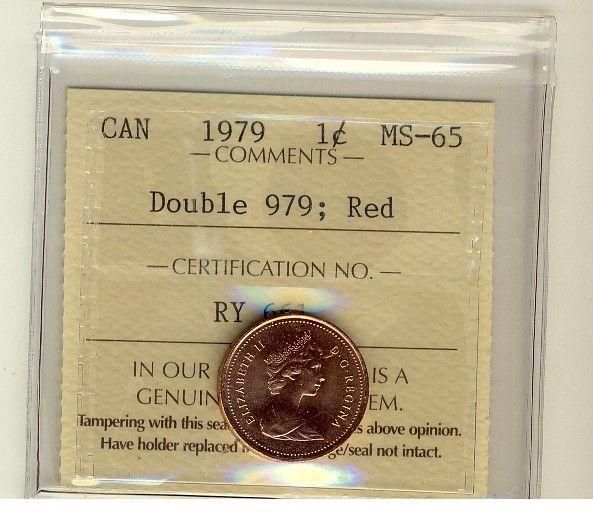 CAN 1979 1¢ MS-65
COMMENTS
Double 979; Red
CERTIFICATION NO.
RY
IN OUR IS A
GENUIN EM.
Tampering with this sea s above opinion.
Have holder replaced i ge/seal not intact.
ELIZABETH II D·G·REGINA